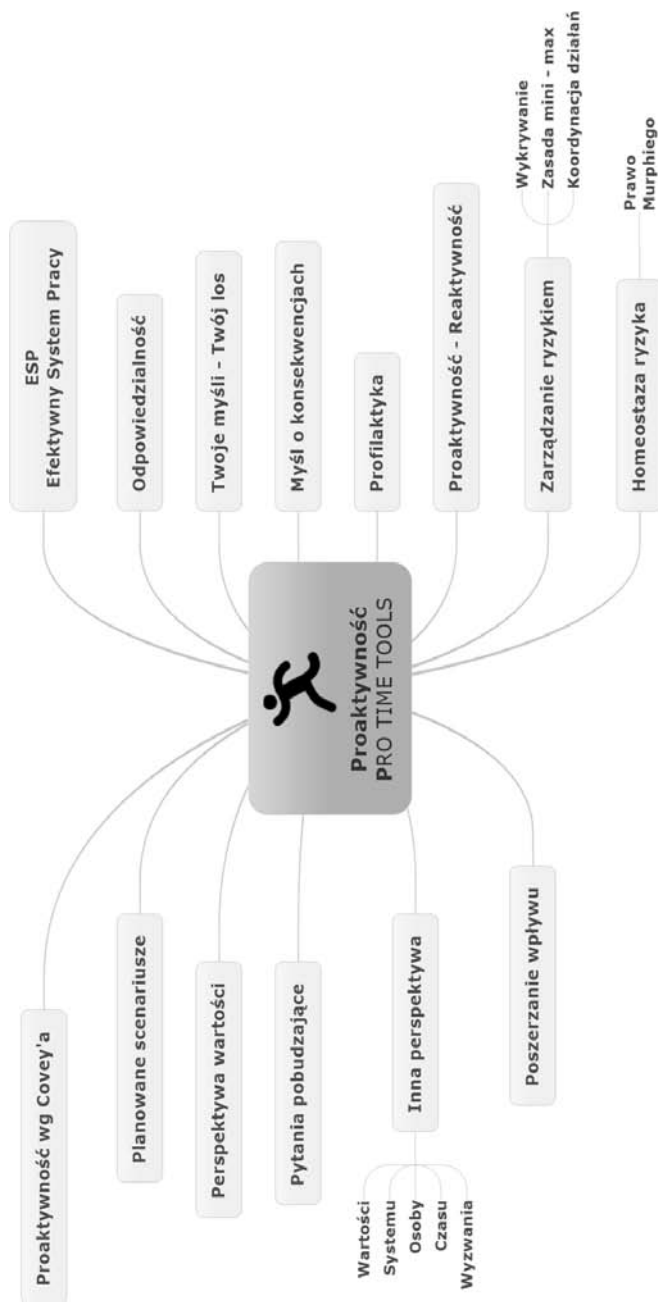 Proaktywność
PRO TIME TOOLS
ESP
Efektywny System Pracy
Odpowiedzialność
Twoje myśli – Twój los
Myśl o konsekwencjach
Profilaktyka
Proaktywność – Reaktywność
Zarządzanie ryzykiem
Wykrywanie
Zasada mini – max
Koordynacja działań
Homeostaza ryzyka
Prawo
Murphiego
Proaktywność wg Covey'a
Planowane scenariusze
Perspektywa wartości
Pytania pobudzające
Inna perspektywa
Wartości
Systemu
Osoby
Czasu
Wyzwania
Poszerzanie wpływu